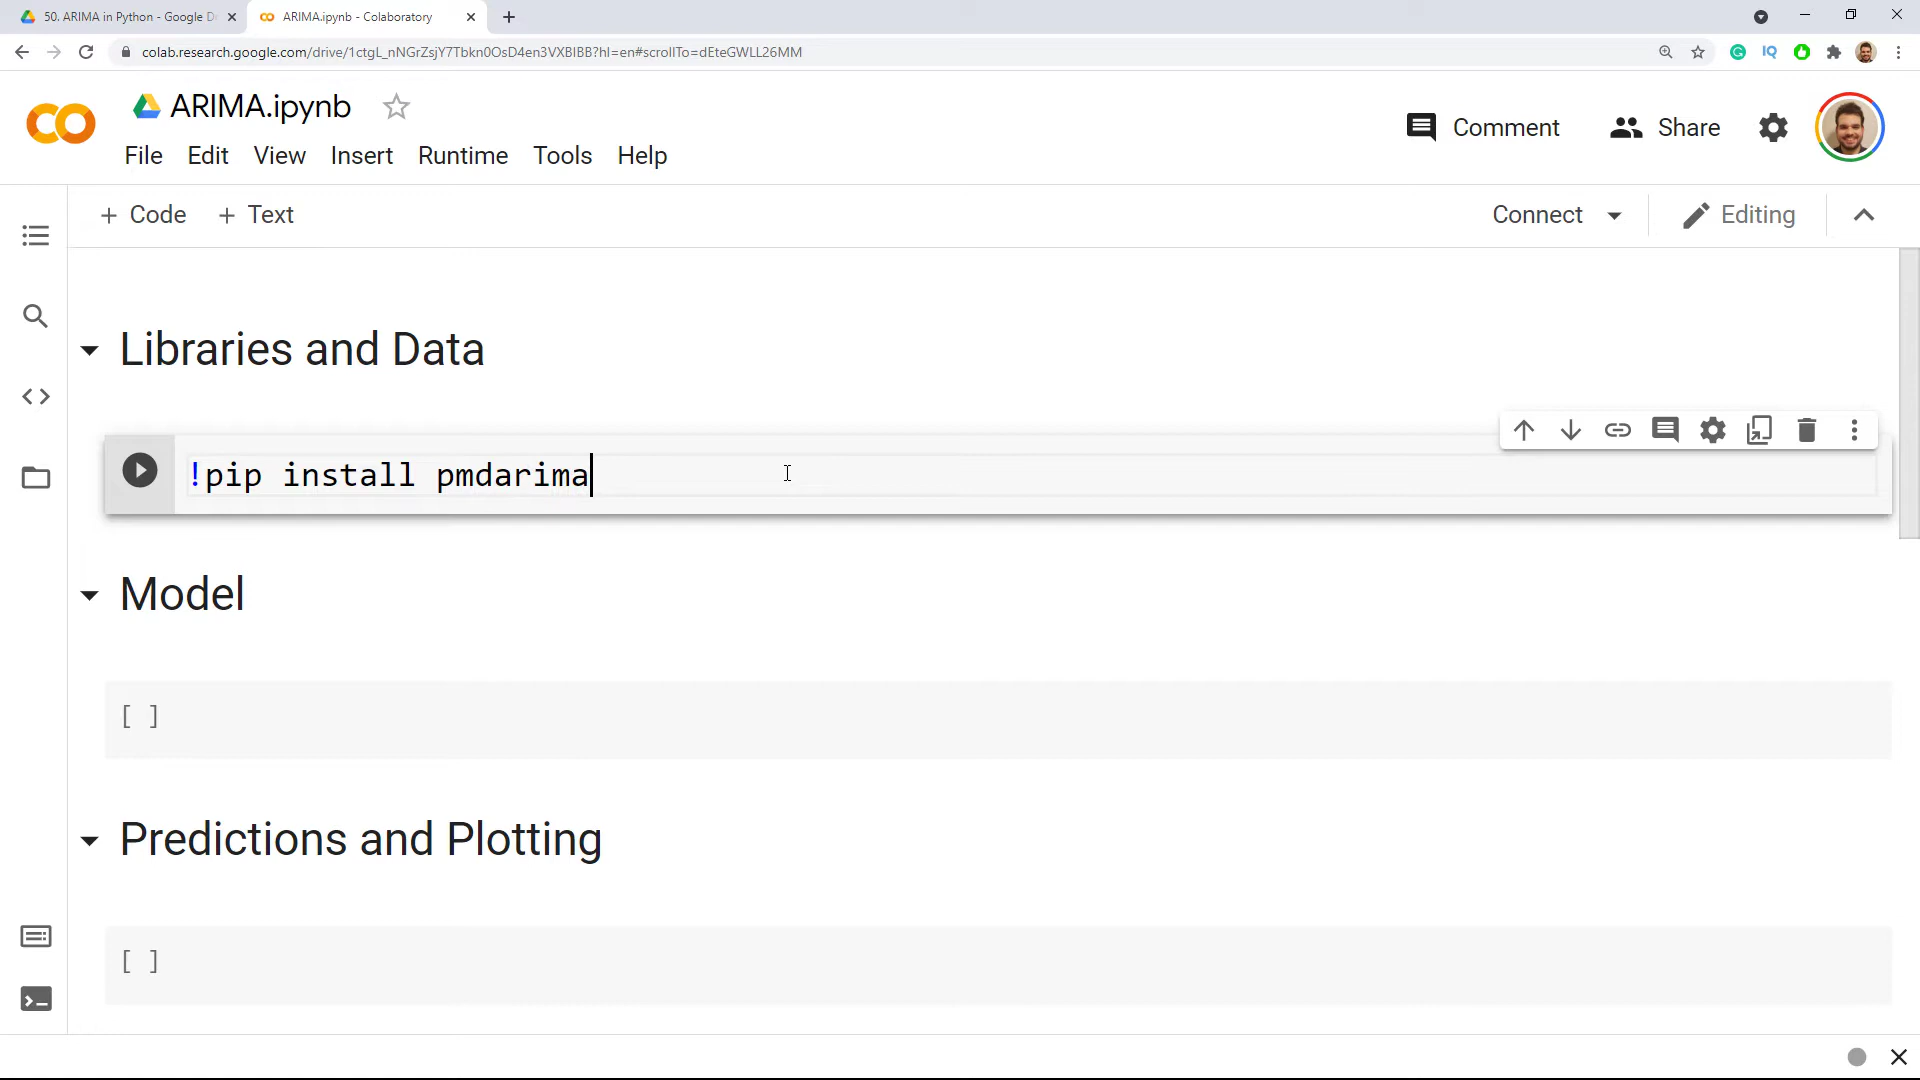 50. ARIMA in Python - Google D
ARIMA.ipynb - Colaboratory
colab.research.google.com/drive/1ctgL_nNGrZsjY7Tbkn0OsD4en3VXBIBB?hl=en#scrollTo=dEteGWLL26MM
IQ
ARIMA.ipynb
Comment
Share
File Edit View Insert Runtime Tools Help
+ Code + Text
Connect
Editing
Libraries and Data
!pip install pmdarima
Model
[ ]
Predictions and Plotting
[ ]